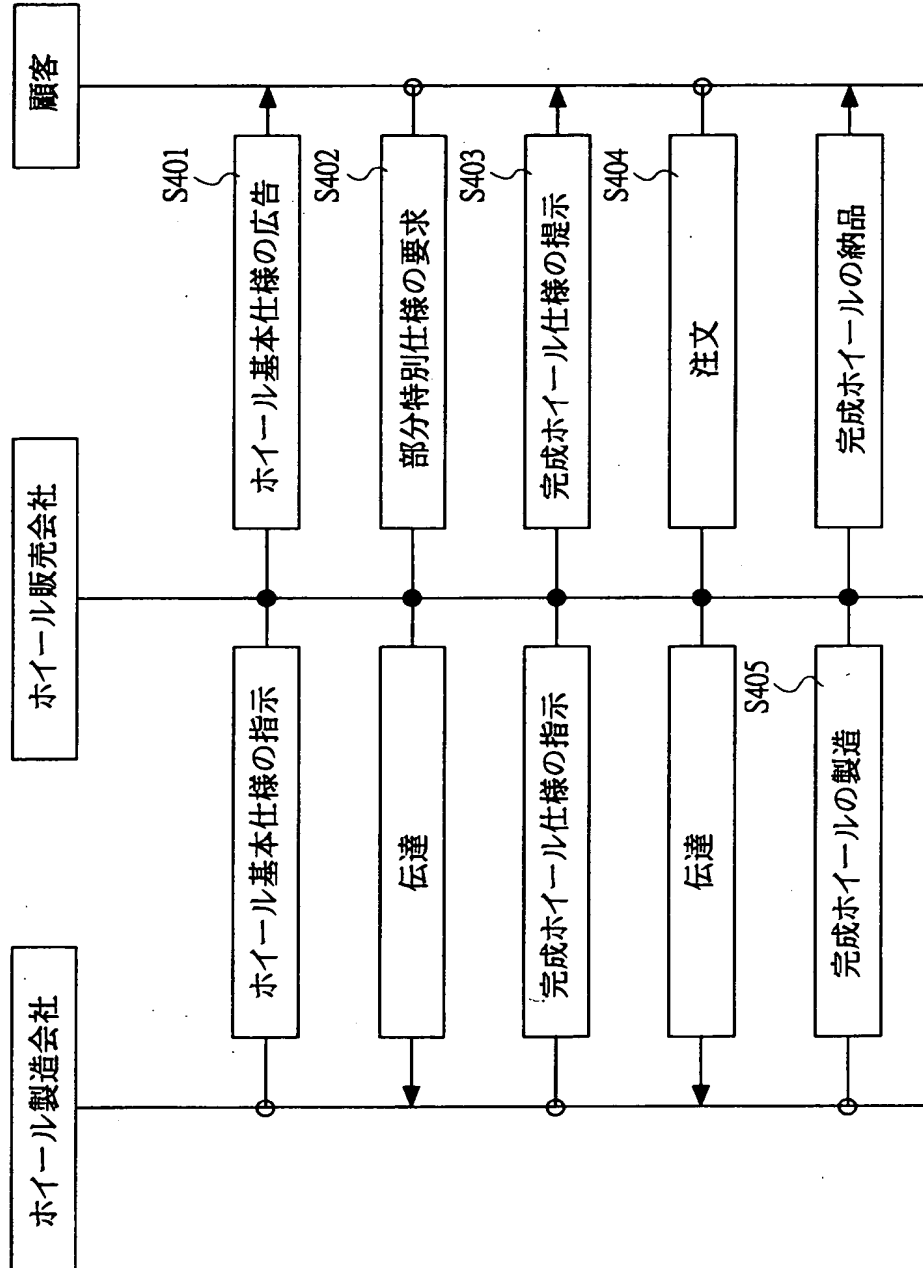 ホイール製造会社
ホイール販売会社
顧客
ホイール基本仕様の指示
ホイール基本仕様の広告
S401
伝達
部分特別仕様の要求
S402
完成ホイール仕様の指示
完成ホイール仕様の提示
S403
伝達
注文
S404
完成ホイールの製造
S405
完成ホイールの納品